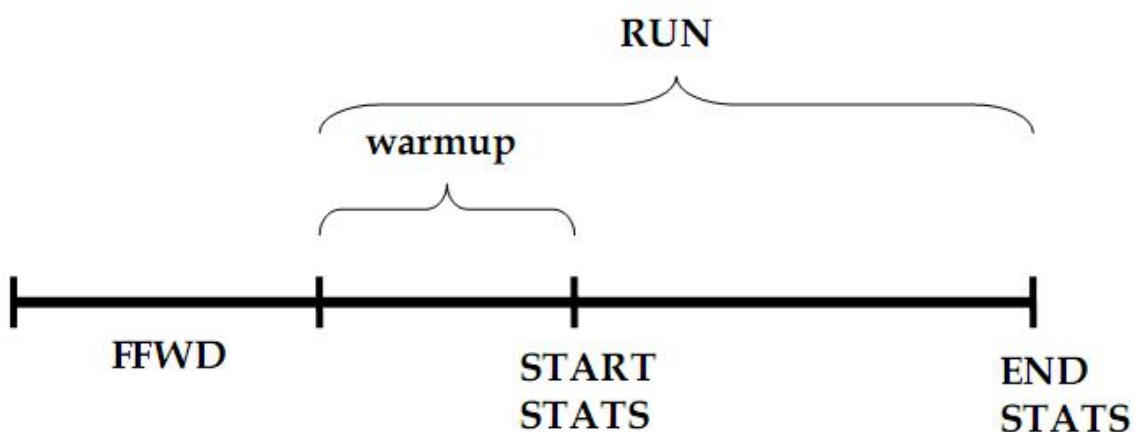 RUN
warmup
FFWD
START
STATS
END
STATS